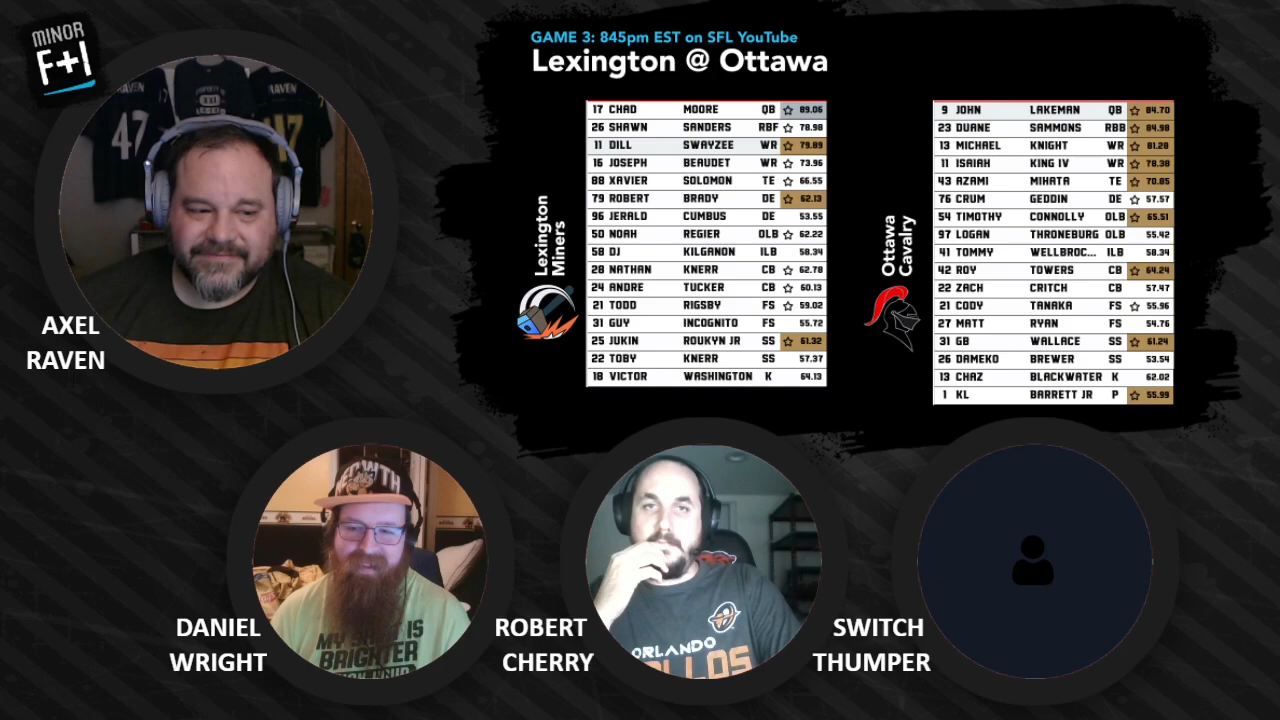 MINOR
F+I
GAME 3: 845pm EST on SFL YouTube
Lexington @ Ottawa
Lexington
Miners
17 CHAD MOORE QB ☆ 89.06
26 SHAWN SANDERS RBF ☆ 78.98
11 DILL SWAYZEE WR ☆ 79.89
16 JOSEPH BEAUDET WR ☆ 73.96
88 XAVIER SOLOMON TE ☆ 66.55
79 ROBERT BRADY DE ☆ 62.13
96 JERALD CUMBUS DE 53.55
50 NOAH REGIER OLB ☆ 62.22
58 DJ KILGANON ILB 58.34
28 NATHAN KNERR CB ☆ 62.78
24 ANDRE TUCKER CB ☆ 60.13
21 TODD RIGSBY FS ☆ 59.02
31 GUY INCOGNITO FS 55.72
25 JUKIN ROUKYN JR SS ☆ 61.32
22 TOBY KNERR SS 57.37
18 VICTOR WASHINGTON K 64.13
Ottawa
Cavalry
9 JOHN LAKEMAN QB ☆ 84.70
23 DUANE SAMMONS RBB ☆ 84.98
13 MICHAEL KNIGHT WR ☆ 81.28
11 ISAIAH KING IV WR ☆ 78.38
43 AZAMI MIHATA TE ☆ 70.85
76 CRUM GEDDIN DE ☆ 57.57
54 TIMOTHY CONNOLLY OLB ☆ 65.51
97 LOGAN THRONEBURG OLB 55.42
41 TOMMY WELLBROC... ILB 58.34
42 ROY TOWERS CB ☆ 64.24
22 ZACH CRITCH CB 57.47
21 CODY TANAKA FS ☆ 55.96
27 MATT RYAN FS 54.76
31 GB WALLACE SS ☆ 61.24
26 DAMEKO BREWER SS 53.54
13 CHAZ BLACKWATER K 62.02
1 KL BARRETT JR P ☆ 55.99
RAVEN
47
RAVEN
47
AXEL
RAVEN
DANIEL
WRIGHT
BRIGHTER
ROBERT
CHERRY
ORLANDO
SWITCH
THUMPER